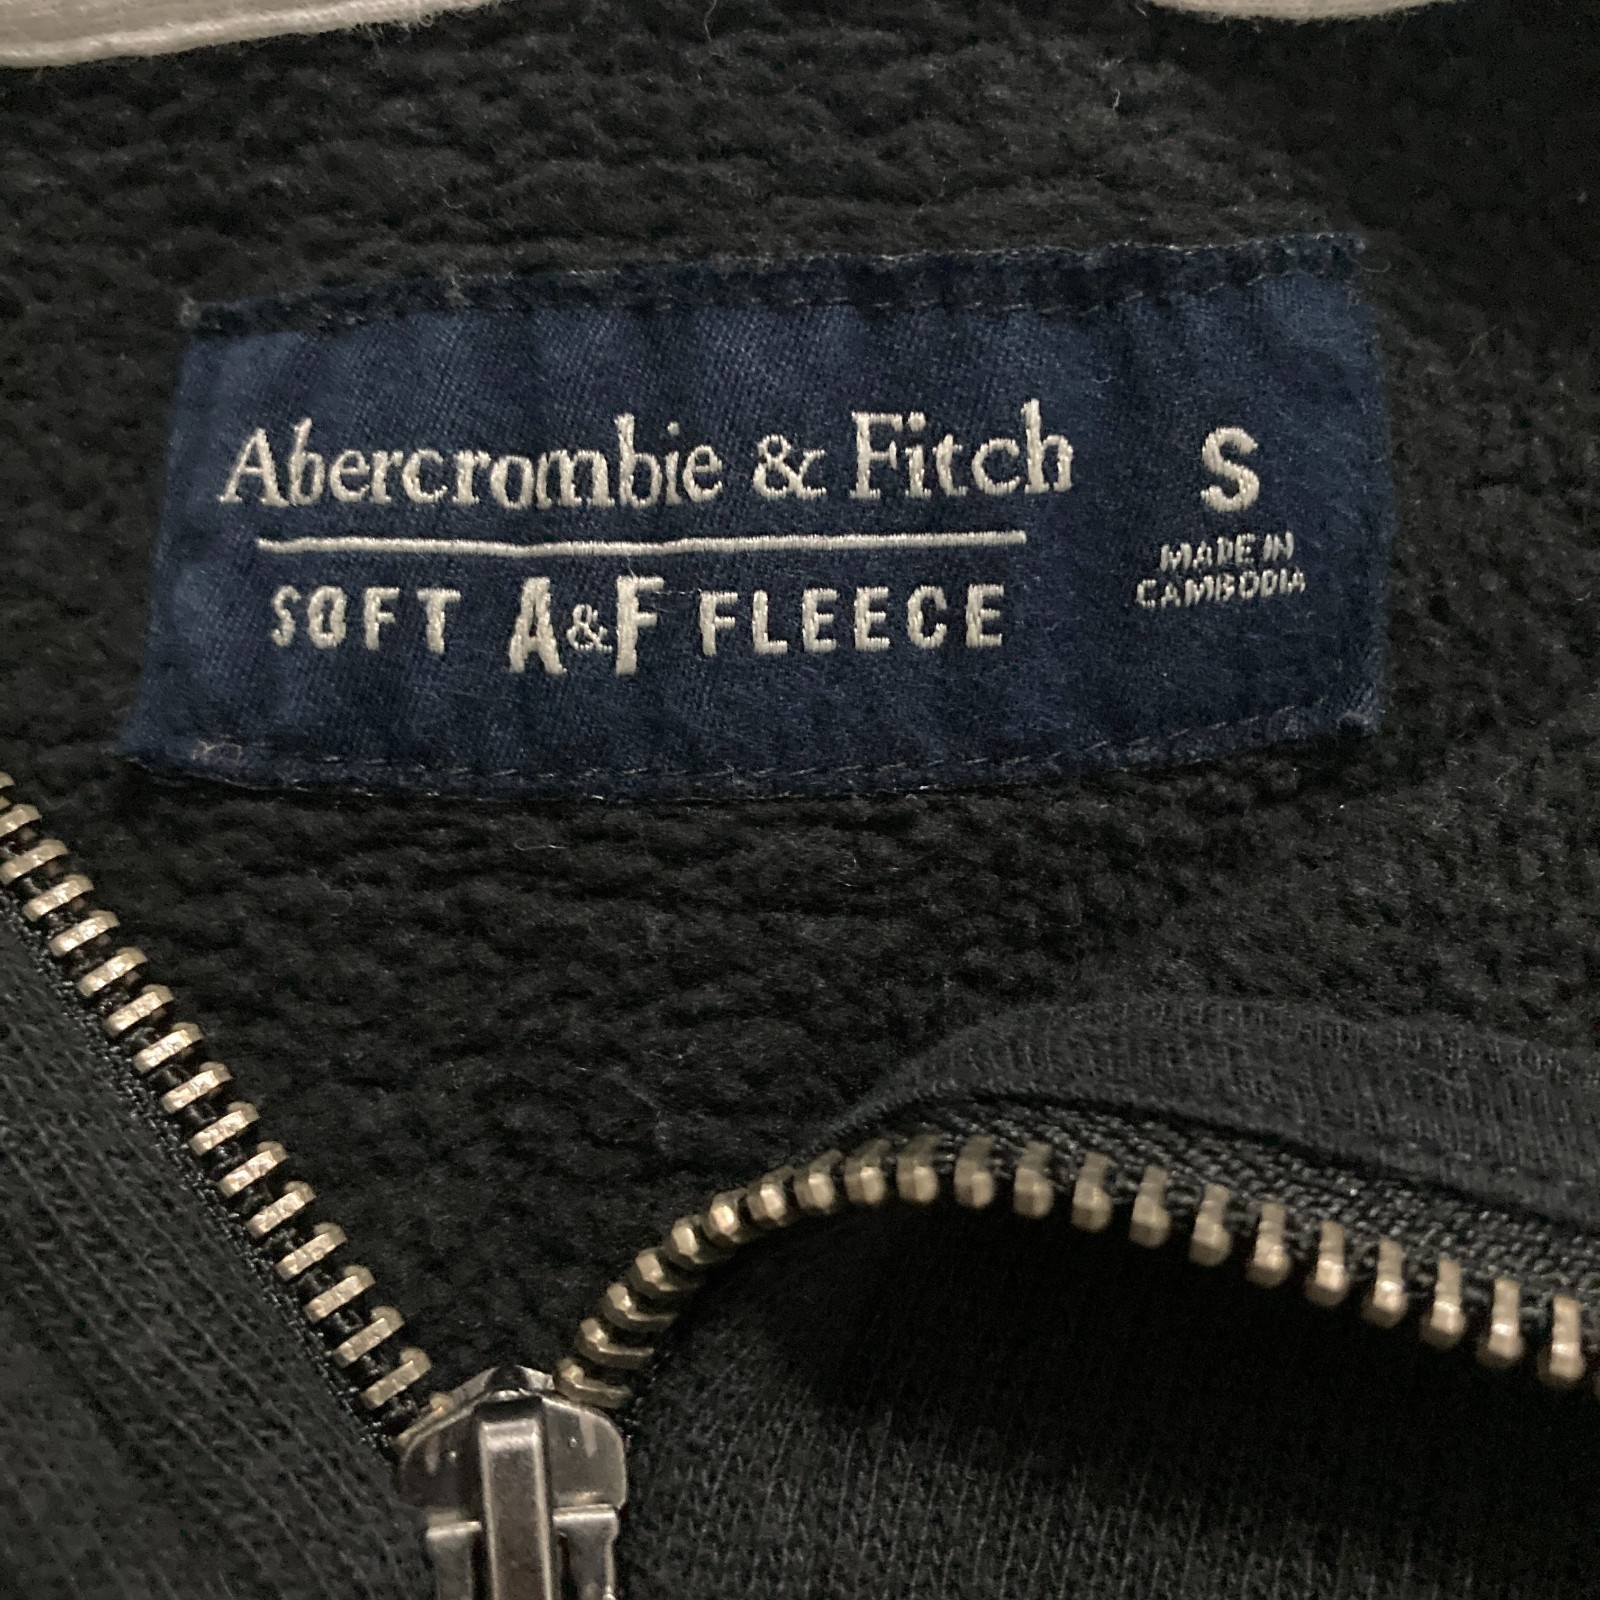 Abercrombie & Fitch
SOFT A&F FLEECE
S
MADE IN
CAMBODIA